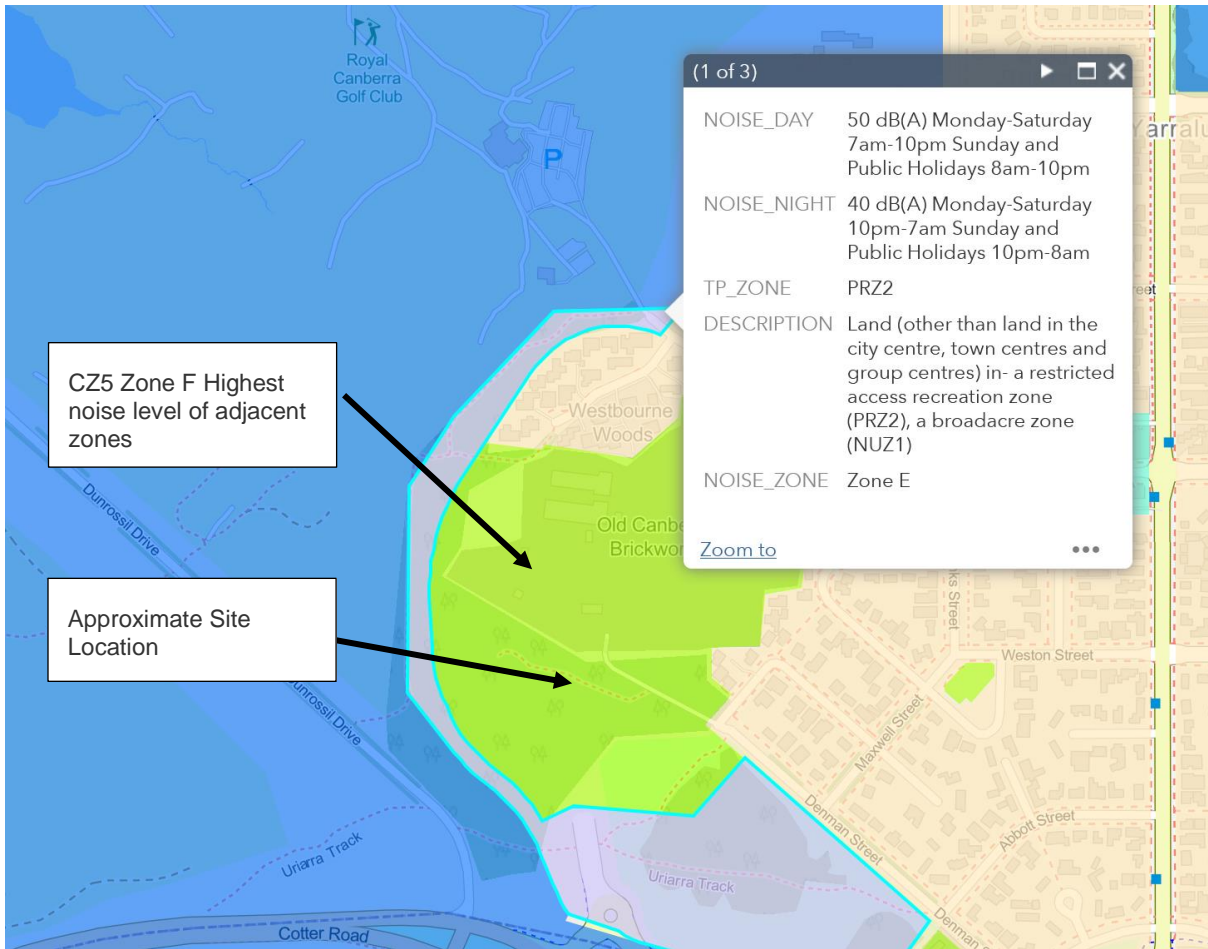 Royal
Canberra
Golf Club
P
(1 of 3)
NOISE_DAY 50 dB(A) Monday-Saturday
7am-10pm Sunday and
Public Holidays 8am-10pm
NOISE_NIGHT 40 dB(A) Monday-Saturday
10pm-7am Sunday and
Public Holidays 10pm-8am
TP_ZONE PRZ2
DESCRIPTION Land (other than land in the
city centre, town centres and
group centres) in- a restricted
access recreation zone
(PRZ2), a broadacre zone
(NUZ1)
NOISE_ZONE Zone E
Zoom to
Yarralu
reet
CZ5 Zone F Highest
noise level of adjacent
zones
Westbourne
Woods
Dunrossil Drive
Old Canbe
Brickwor
Approximate Site
Location
nks Street
Weston Street
Dunrossil Drive
Maxwell Street
Denman Street
Abbott Street
Uriarra Track
Uriarra Track
Cotter Road
Denman